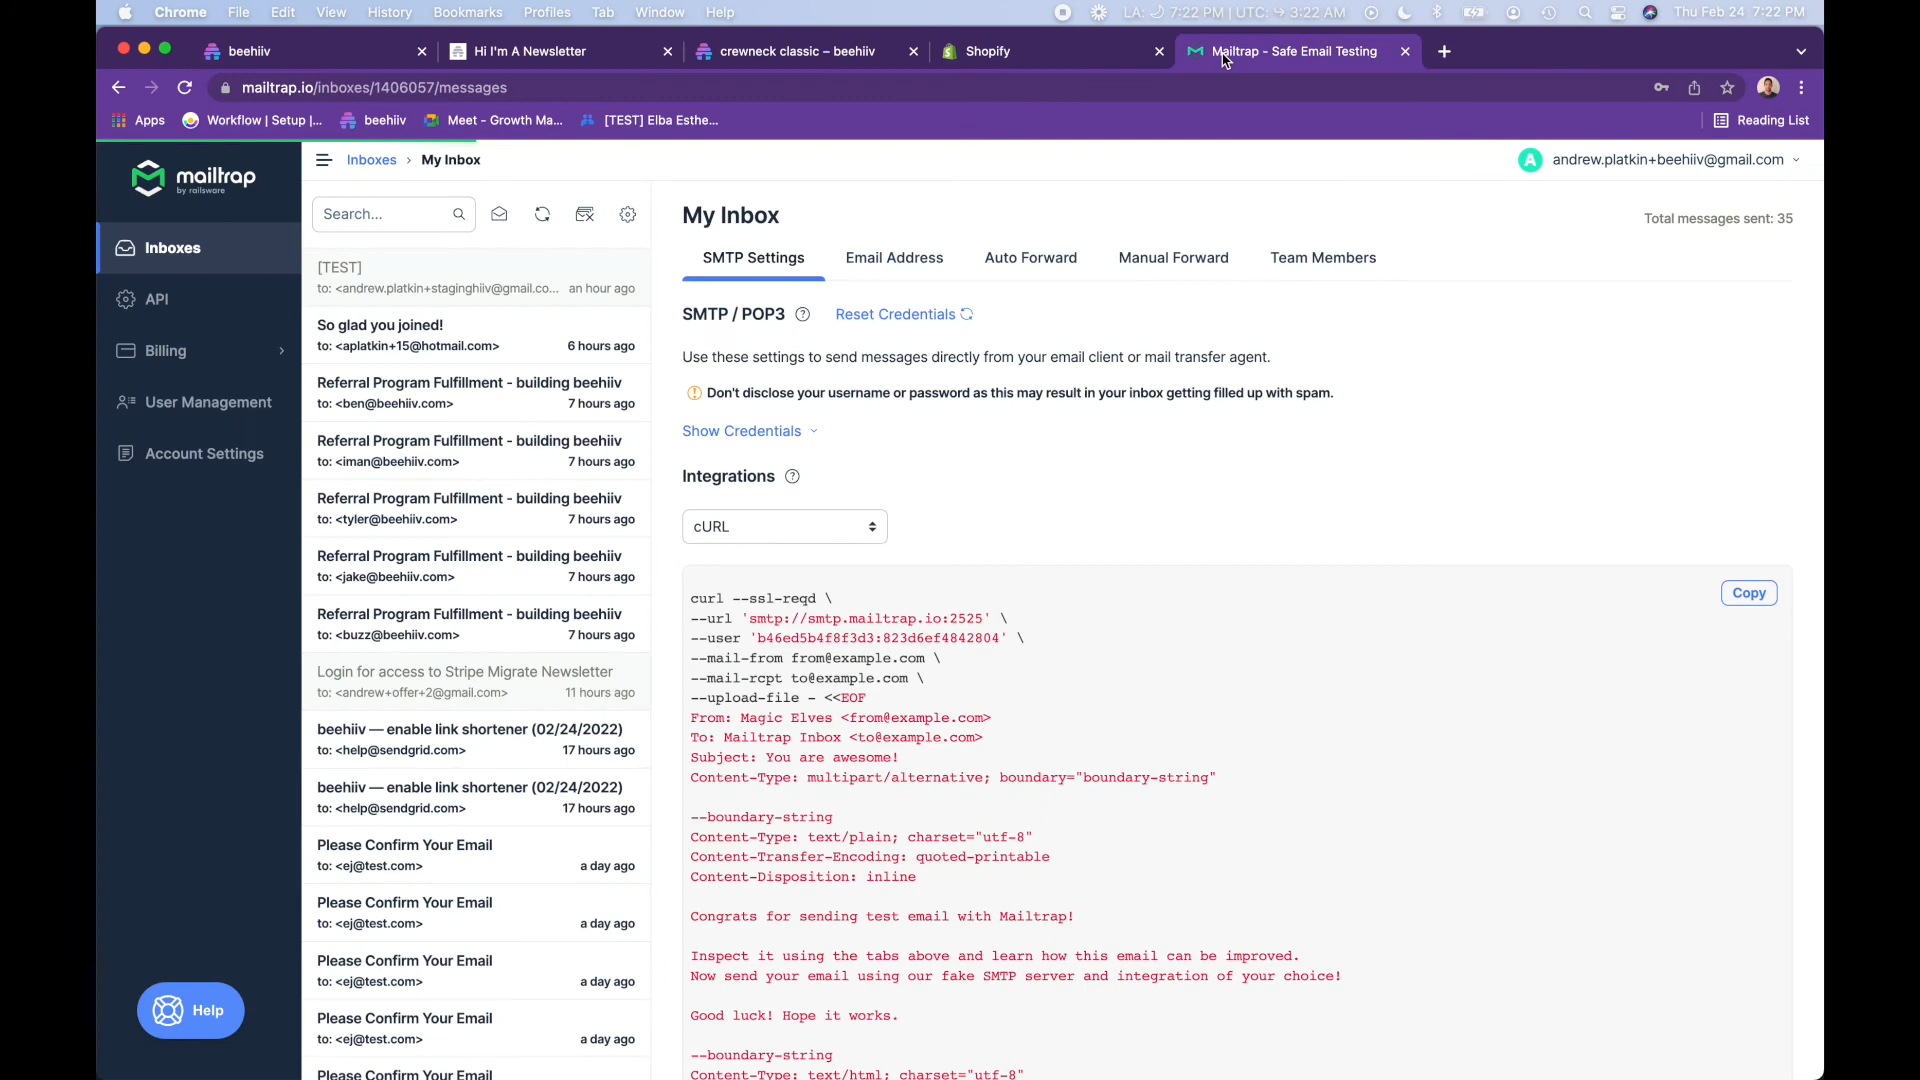 Chrome File Edit View History Bookmarks Profiles Tab Window Help LA: 7:22 PM | UTC: 3:22 AM Thu Feb 24 7:22 PM
beehiiv Hi I'm A Newsletter crewneck classic – beehiiv Shopify Mailtrap - Safe Email Testing
mailtrap.io/inboxes/1406057/messages
Apps Workflow | Setup |... beehiiv Meet - Growth Ma... [TEST] Elba Esthe... Reading List
mailtrap
by railsware
Inboxes
API
Billing
User Management
Account Settings
Help
Inboxes › My Inbox
A andrew.platkin+beehiiv@gmail.com
Search...
[TEST]
to: <andrew.platkin+staginghiiv@gmail.co... an hour ago
So glad you joined!
to: <aplatkin+15@hotmail.com> 6 hours ago
Referral Program Fulfillment - building beehiiv
to: <ben@beehiiv.com> 7 hours ago
Referral Program Fulfillment - building beehiiv
to: <iman@beehiiv.com> 7 hours ago
Referral Program Fulfillment - building beehiiv
to: <tyler@beehiiv.com> 7 hours ago
Referral Program Fulfillment - building beehiiv
to: <jake@beehiiv.com> 7 hours ago
Referral Program Fulfillment - building beehiiv
to: <buzz@beehiiv.com> 7 hours ago
Login for access to Stripe Migrate Newsletter
to: <andrew+offer+2@gmail.com> 11 hours ago
beehiiv — enable link shortener (02/24/2022)
to: <help@sendgrid.com> 17 hours ago
beehiiv — enable link shortener (02/24/2022)
to: <help@sendgrid.com> 17 hours ago
Please Confirm Your Email
to: <ej@test.com> a day ago
Please Confirm Your Email
to: <ej@test.com> a day ago
Please Confirm Your Email
to: <ej@test.com> a day ago
Please Confirm Your Email
to: <ej@test.com> a day ago
Please Confirm Your Email
My Inbox
Total messages sent: 35
SMTP Settings Email Address Auto Forward Manual Forward Team Members
SMTP / POP3 Reset Credentials
Use these settings to send messages directly from your email client or mail transfer agent.
Don't disclose your username or password as this may result in your inbox getting filled up with spam.
Show Credentials
Integrations
cURL
Copy
curl --ssl-reqd \
--url 'smtp://smtp.mailtrap.io:2525' \
--user 'b46ed5b4f8f3d3:823d6ef4842804' \
--mail-from from@example.com \
--mail-rcpt to@example.com \
--upload-file - <<EOF
From: Magic Elves <from@example.com>
To: Mailtrap Inbox <to@example.com>
Subject: You are awesome!
Content-Type: multipart/alternative; boundary="boundary-string"
--boundary-string
Content-Type: text/plain; charset="utf-8"
Content-Transfer-Encoding: quoted-printable
Content-Disposition: inline
Congrats for sending test email with Mailtrap!
Inspect it using the tabs above and learn how this email can be improved.
Now send your email using our fake SMTP server and integration of your choice!
Good luck! Hope it works.
--boundary-string
Content-Type: text/html; charset="utf-8"